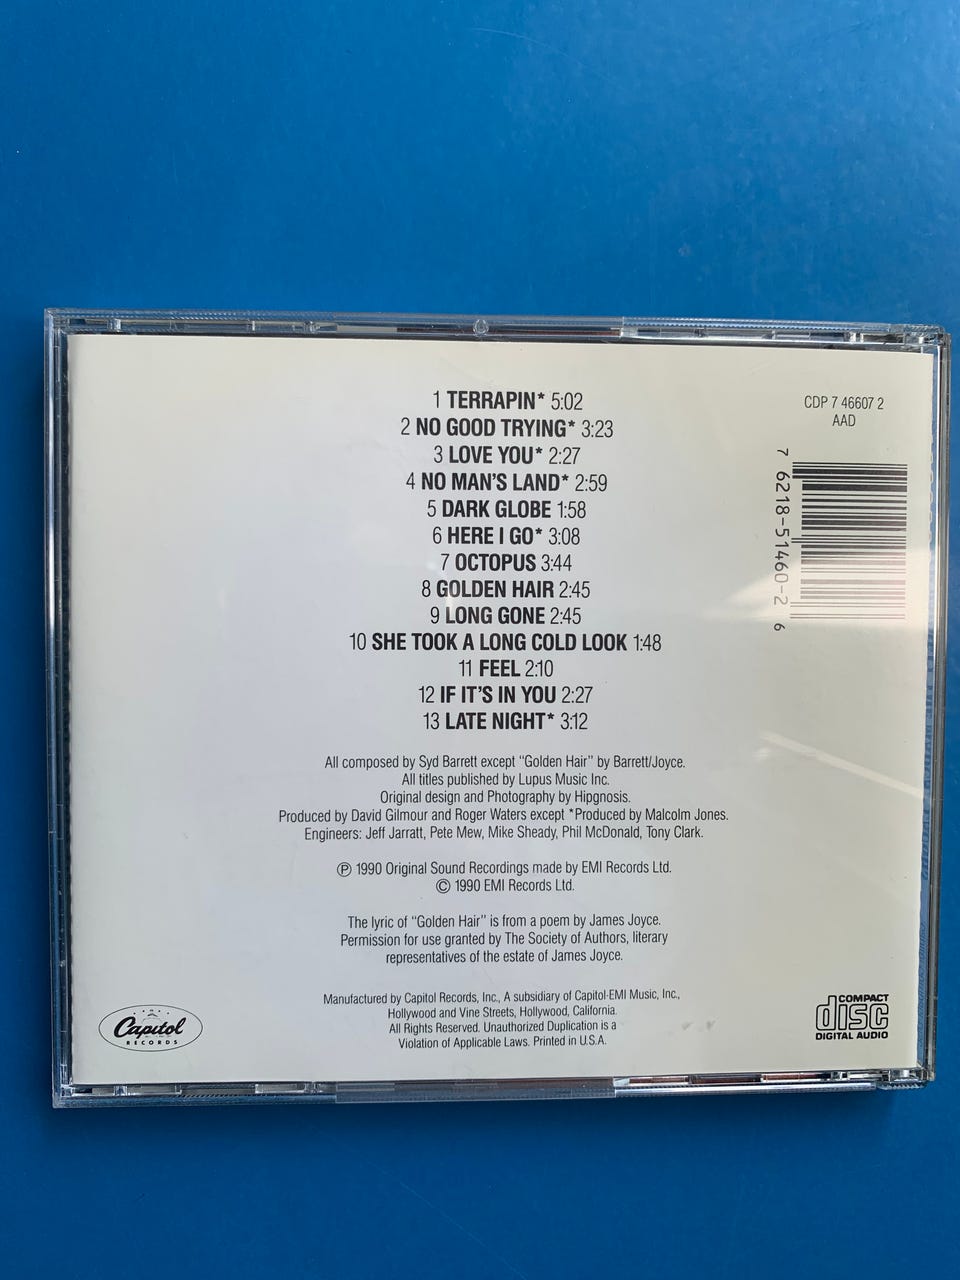 1 TERRAPIN* 5:02
2 NO GOOD TRYING* 3:23
3 LOVE YOU* 2:27
4 NO MAN'S LAND* 2:59
5 DARK GLOBE 1:58
6 HERE I GO* 3:08
7 OCTOPUS 3:44
8 GOLDEN HAIR 2:45
9 LONG GONE 2:45
10 SHE TOOK A LONG COLD LOOK 1:48
11 FEEL 2:10
12 IF IT'S IN YOU 2:27
13 LATE NIGHT* 3:12
CDP 7 46607 2
AAD
7 6218-51460-2 6
All composed by Syd Barrett except "Golden Hair" by Barrett/Joyce.
All titles published by Lupus Music Inc.
Original design and Photography by Hipgnosis.
Produced by David Gilmour and Roger Waters except *Produced by Malcolm Jones.
Engineers: Jeff Jarratt, Pete Mew, Mike Sheady, Phil McDonald, Tony Clark.
Ⓟ 1990 Original Sound Recordings made by EMI Records Ltd.
© 1990 EMI Records Ltd.
The lyric of "Golden Hair" is from a poem by James Joyce.
Permission for use granted by The Society of Authors, literary
representatives of the estate of James Joyce.
Manufactured by Capitol Records, Inc., A subsidiary of Capitol-EMI Music, Inc.,
Hollywood and Vine Streets, Hollywood, California.
All Rights Reserved. Unauthorized Duplication is a
Violation of Applicable Laws. Printed in U.S.A.
Capitol
RECORDS
COMPACT
disc
DIGITAL AUDIO